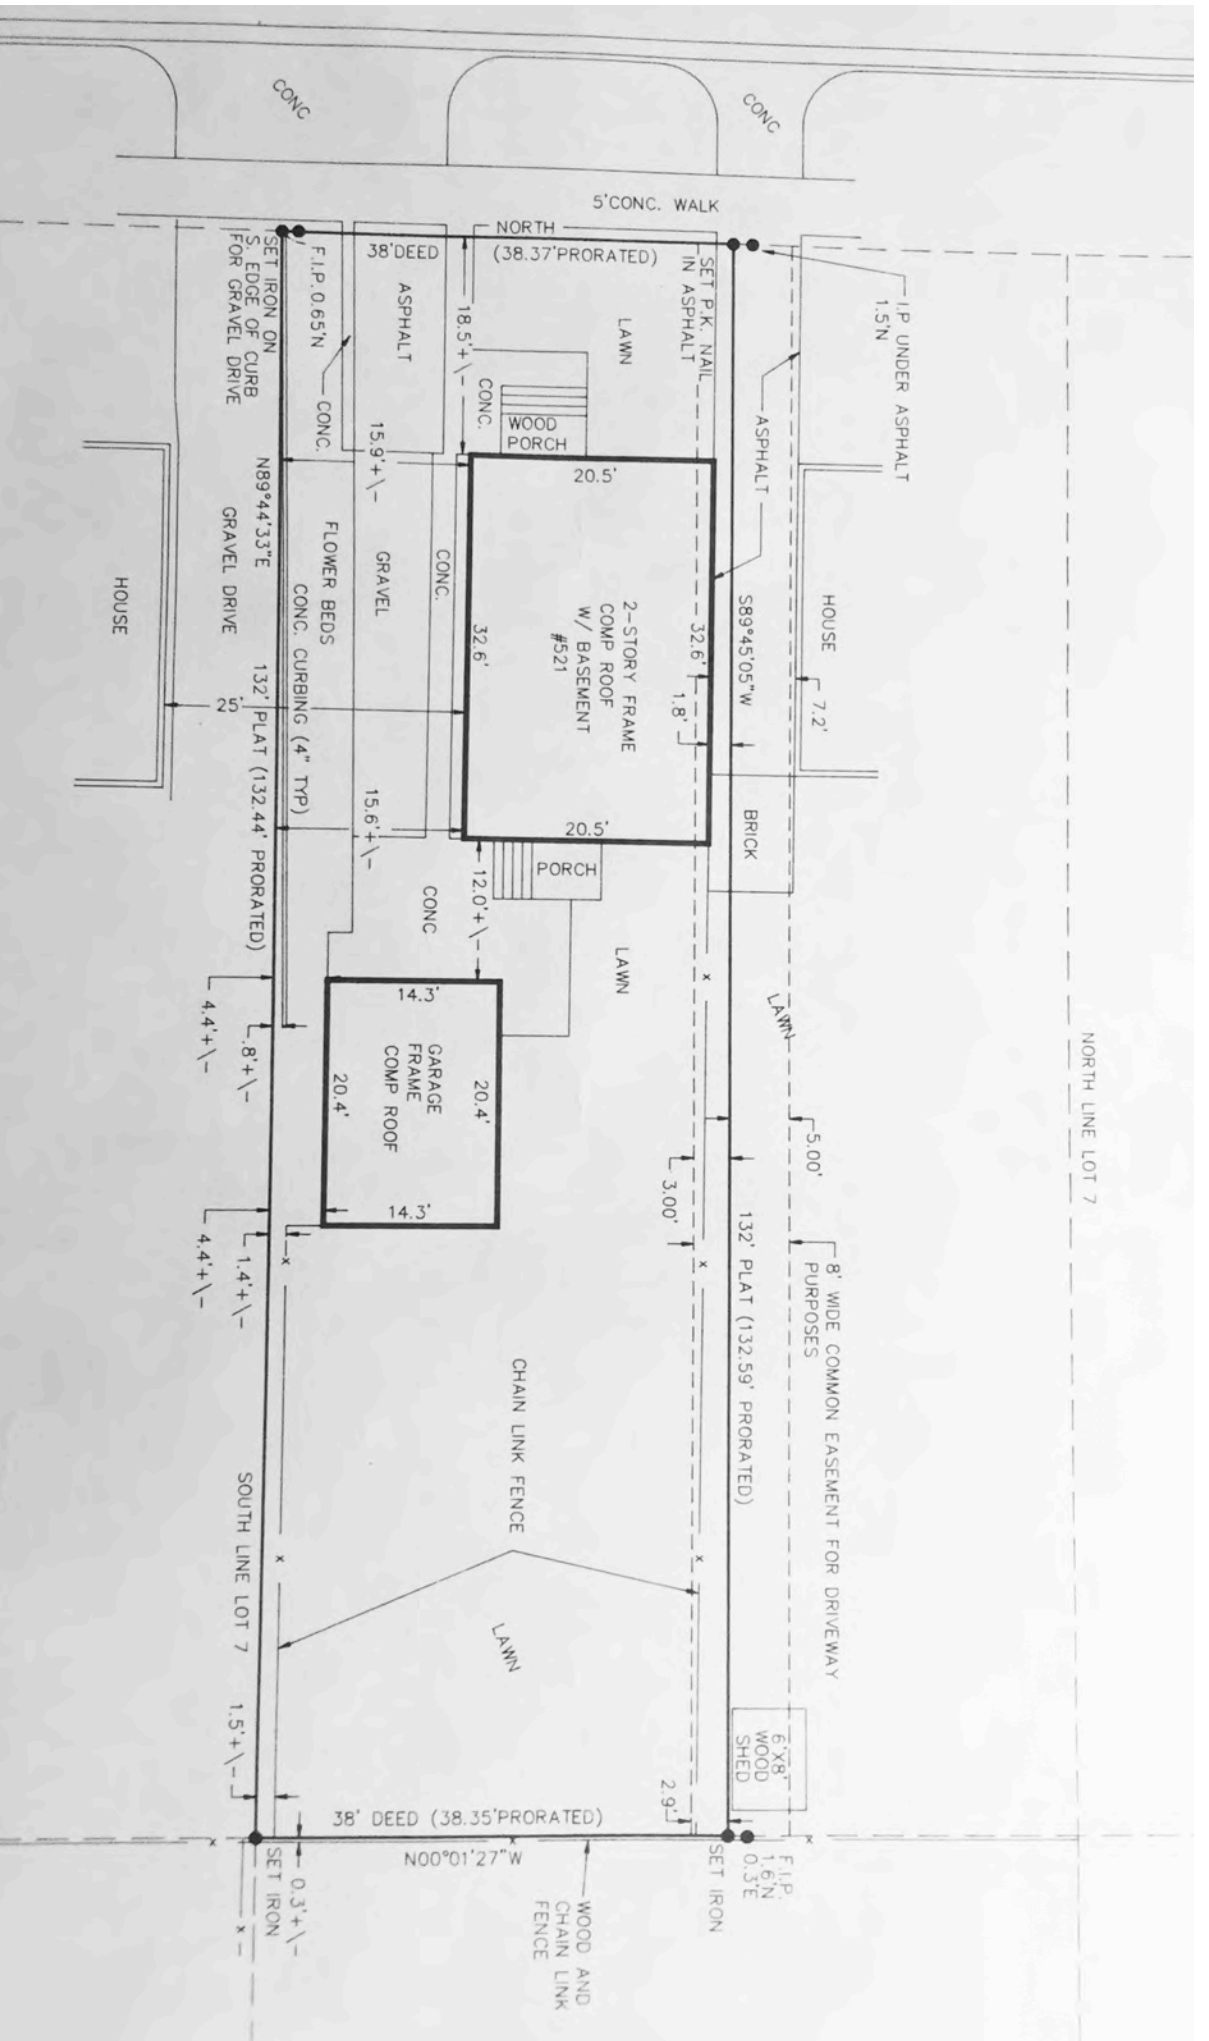 CONC
CONC
5'CONC. WALK
NORTH
38'DEED
(38.37'PRORATED)
SET IRON ON
S. EDGE OF CURB
FOR GRAVEL DRIVE
F.I.P. 0.65'N
CONC.
ASPHALT
18.5'+\-
CONC.
WOOD
PORCH
LAWN
SET P.K. NAIL
IN ASPHALT
I.P UNDER ASPHALT
1.5'N
ASPHALT
N89°44'33"E
15.9'+\-
20.5'
GRAVEL DRIVE
HOUSE
FLOWER BEDS
GRAVEL
CONC.
CONC. CURBING (4" TYP)
32.6'
2-STORY FRAME
COMP ROOF
W/ BASEMENT
#521
32.6'
1.8'
S89°45'05"W
HOUSE
7.2'
25'
132' PLAT (132.44' PRORATED)
15.6'+\-
20.5'
BRICK
PORCH
12.0'+\-
CONC
LAWN
LAWN
14.3'
4.4'+\-
.8'+\-
GARAGE
FRAME
COMP ROOF
20.4'
20.4'
14.3'
4.4'+\-
1.4'+\-
NORTH LINE LOT 7
5.00'
3.00'
132' PLAT (132.59' PRORATED)
8' WIDE COMMON EASEMENT FOR DRIVEWAY
PURPOSES
CHAIN LINK FENCE
SOUTH LINE LOT 7
LAWN
1.5'+\-
6'X8'
WOOD
SHED
2.9'
38' DEED (38.35'PRORATED)
N00°01'27"W
SET IRON
0.3'+\-
WOOD AND
CHAIN LINK
FENCE
SET IRON
F.I.P.
1.6'N
0.3'E